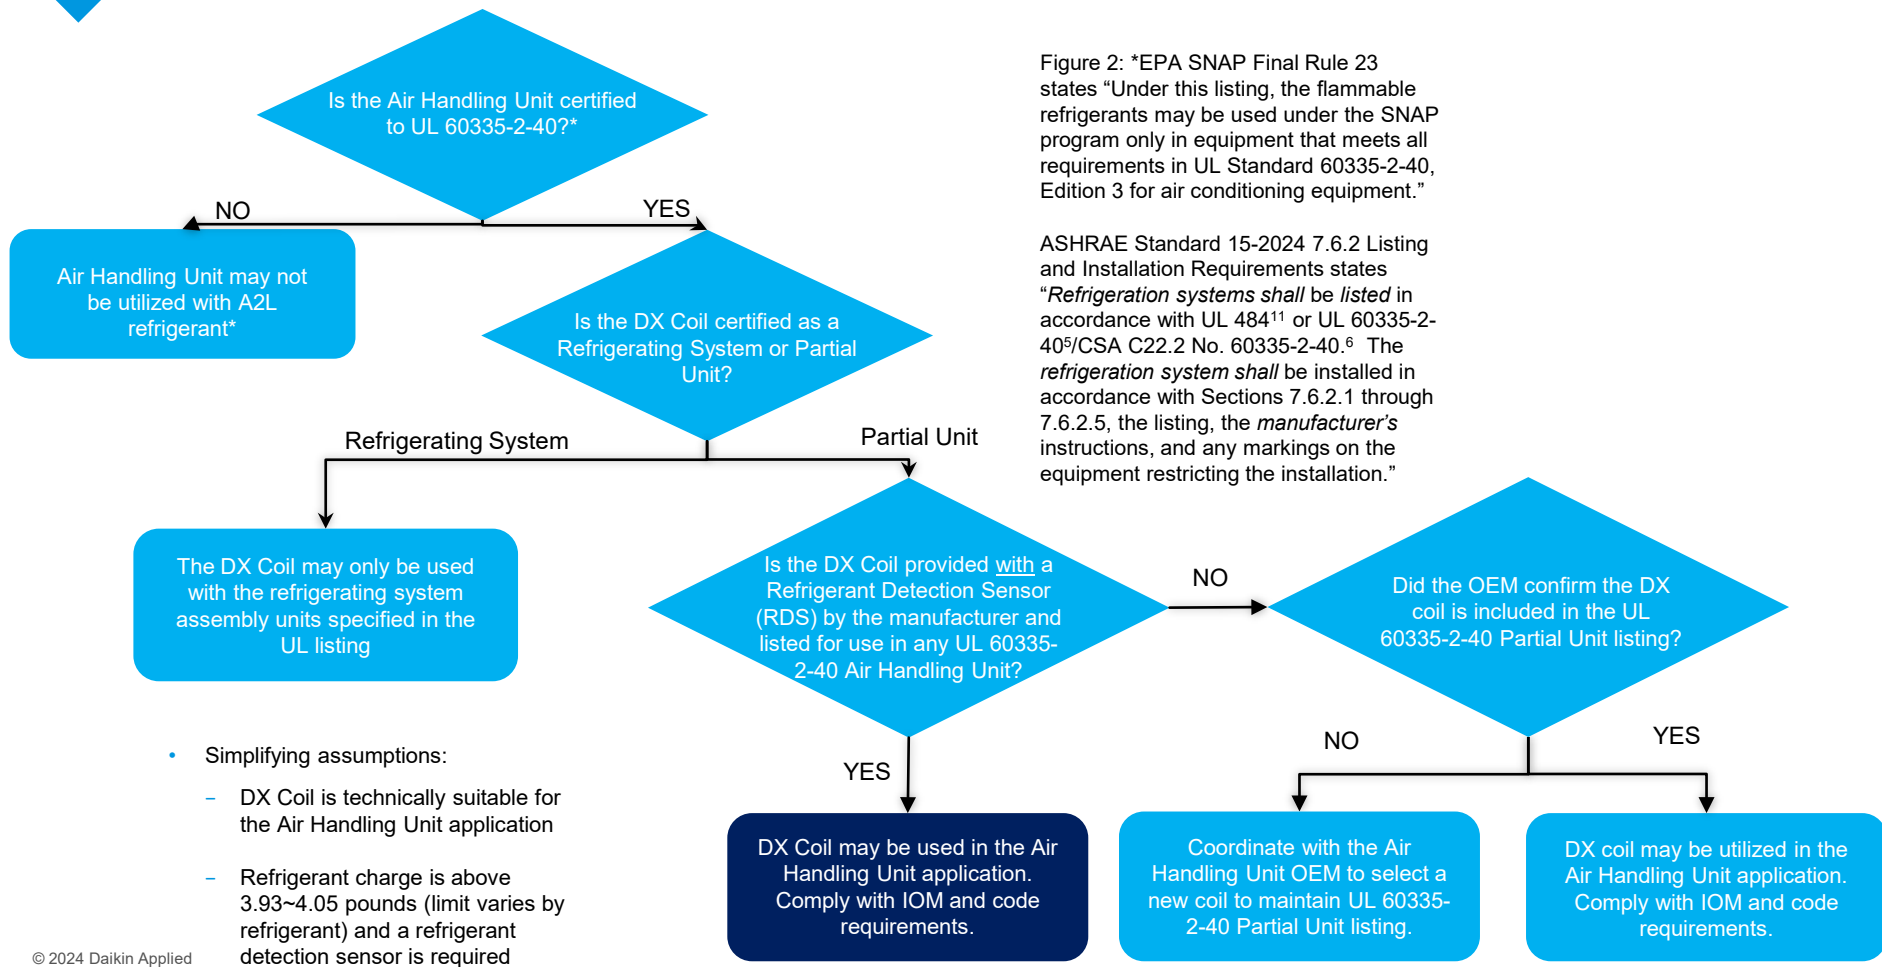 Is the Air Handling Unit certified
to UL 60335-2-40?*
Figure 2: *EPA SNAP Final Rule 23
states “Under this listing, the flammable
refrigerants may be used under the SNAP
program only in equipment that meets all
requirements in UL Standard 60335-2-40,
Edition 3 for air conditioning equipment.”
ASHRAE Standard 15-2024 7.6.2 Listing
and Installation Requirements states
“Refrigeration systems shall be listed in
accordance with UL 484¹¹ or UL 60335-2-
40⁵/CSA C22.2 No. 60335-2-40.⁶ The
refrigeration system shall be installed in
accordance with Sections 7.6.2.1 through
7.6.2.5, the listing, the manufacturer’s
instructions, and any markings on the
equipment restricting the installation.”
NO
YES
Air Handling Unit may not
be utilized with A2L
refrigerant*
Is the DX Coil certified as a
Refrigerating System or Partial
Unit?
Refrigerating System
Partial Unit
The DX Coil may only be used
with the refrigerating system
assembly units specified in the
UL listing
Is the DX Coil provided with a
Refrigerant Detection Sensor
(RDS) by the manufacturer and
listed for use in any UL 60335-
2-40 Air Handling Unit?
NO
Did the OEM confirm the DX
coil is included in the UL
60335-2-40 Partial Unit listing?
YES
NO
YES
DX Coil may be used in the Air
Handling Unit application.
Comply with IOM and code
requirements.
Coordinate with the Air
Handling Unit OEM to select a
new coil to maintain UL 60335-
2-40 Partial Unit listing.
DX coil may be utilized in the
Air Handling Unit application.
Comply with IOM and code
requirements.
• Simplifying assumptions:
– DX Coil is technically suitable for
the Air Handling Unit application
– Refrigerant charge is above
3.93~4.05 pounds (limit varies by
refrigerant) and a refrigerant
detection sensor is required
© 2024 Daikin Applied